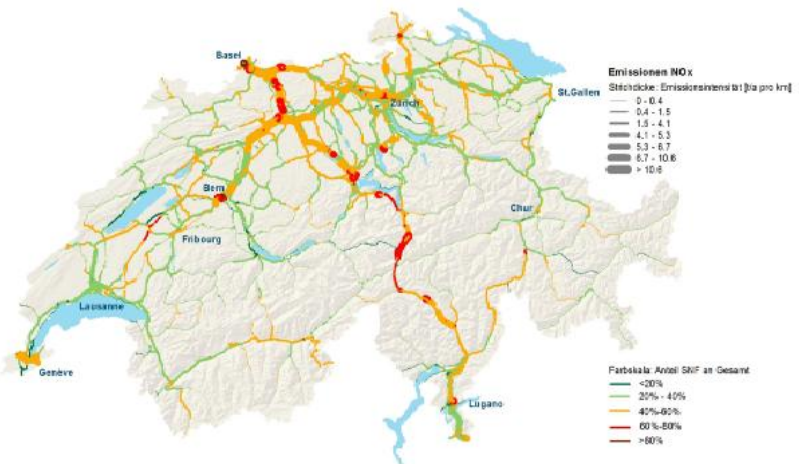 Basel
Zürich
St.Gallen
Bern
Chur
Fribourg
Lausanne
Genève
Lugano
Emissionen NOx
Strichdicke: Emissionsintensität [t/a pro km]
0 - 0.4
0.4 - 1.5
1.5 - 4.1
4.1 - 5.3
5.3 - 6.7
6.7 - 10.6
> 10.6
Farbskala: Anteil SNF an Gesamt
<20%
20% - 40%
40%-60%
60%-80%
>80%